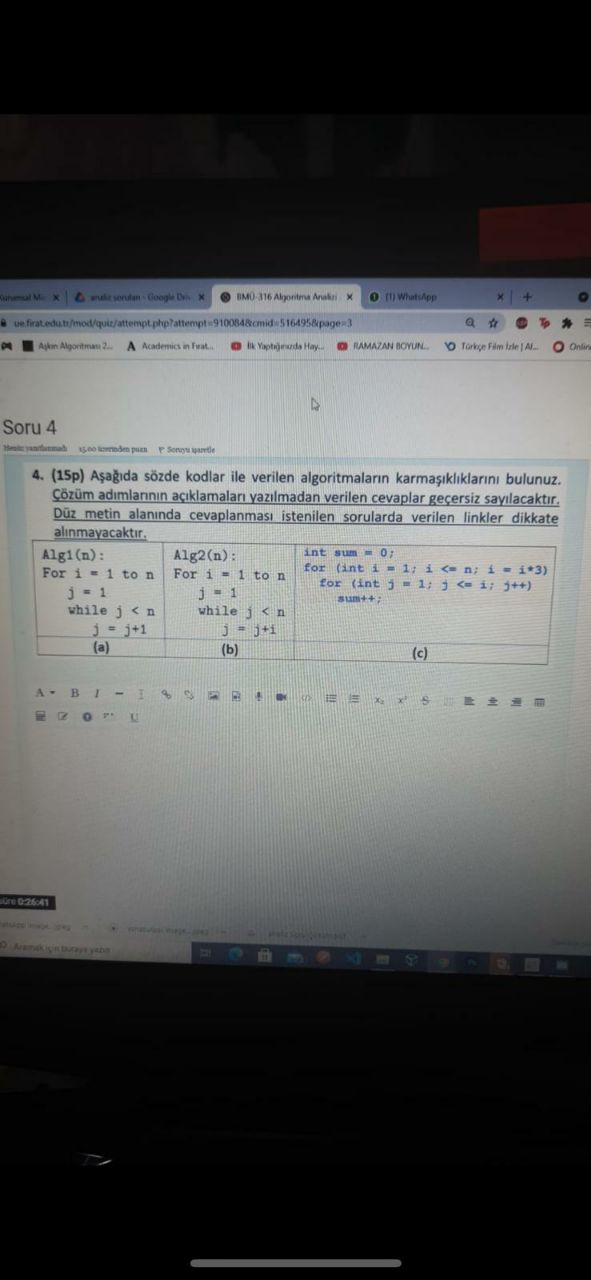 analiz soruları - Google Driv
BMÜ-316 Algoritma Analizi
(1) WhatsApp
ue.firat.edu.tr/mod/quiz/attempt.php?attempt=910084&cmid=516495&page=3
Aşkın Algoritması 2...
Academics in Fırat...
İlk Yaptığınızda Hay...
RAMAZAN BOYUN...
Türkçe Film İzle | Al...
Soru 4
Henüz yanıtlanmadı
15,00 üzerinden puan
Soruyu işaretle
4. (15p) Aşağıda sözde kodlar ile verilen algoritmaların karmaşıklıklarını bulunuz.
Çözüm adımlarının açıklamaları yazılmadan verilen cevaplar geçersiz sayılacaktır.
Düz metin alanında cevaplanması istenilen sorularda verilen linkler dikkate
alınmayacaktır.
Alg1(n):
For i = 1 to n
j = 1
while j < n
j = j+1
(a)
Alg2(n):
For i = 1 to n
j = 1
while j < n
j = j+i
(b)
int sum = 0;
for (int i = 1; i <= n; i = i*3)
for (int j = 1; j <= i; j++)
sum++;
(c)
A B I
U
0:26:41
Aramak için buraya yazın